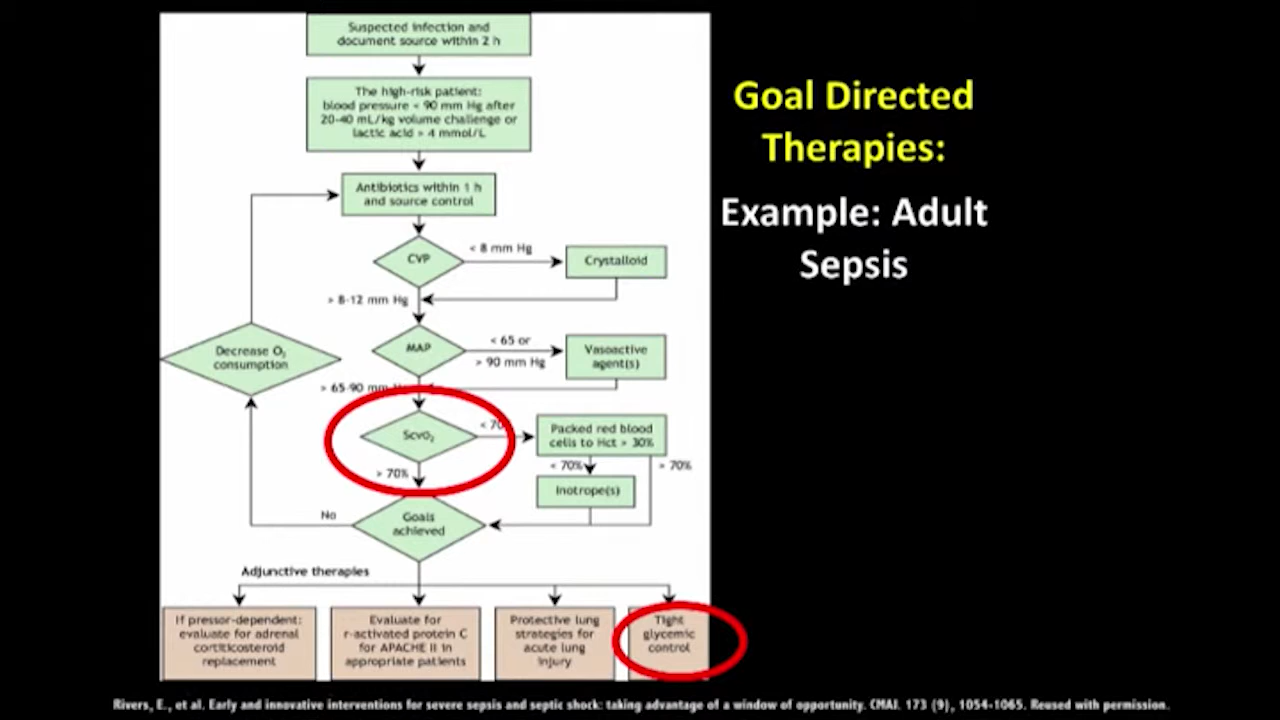 Suspected infection and
document source within 2 h
The high-risk patient:
blood pressure < 90 mm Hg after
20-40 mL/kg volume challenge or
lactic acid > 4 mmol/L
Antibiotics within 1 h
and source control
CVP
< 8 mm Hg
Crystalloid
> 8-12 mm Hg
MAP
< 65 or
> 90 mm Hg
Vasoactive
agent(s)
Decrease O₂
consumption
> 65-90 mm
ScvO₂
< 70
Packed red blood
cells to Hct > 30%
> 70%
< 70%
> 70%
Inotrope(s)
No
Goals
achieved
Adjunctive therapies
If pressor-dependent:
evaluate for adrenal
corticosteroid
replacement
Evaluate for
r-activated protein C
for APACHE II in
appropriate patients
Protective lung
strategies for
acute lung
injury
Tight
glycemic
control
Goal Directed
Therapies:
Example: Adult
Sepsis
Rivers, E., et al. Early and innovative interventions for severe sepsis and septic shock: taking advantage of a window of opportunity. CMAJ. 173 (9), 1054-1065. Reused with permission.